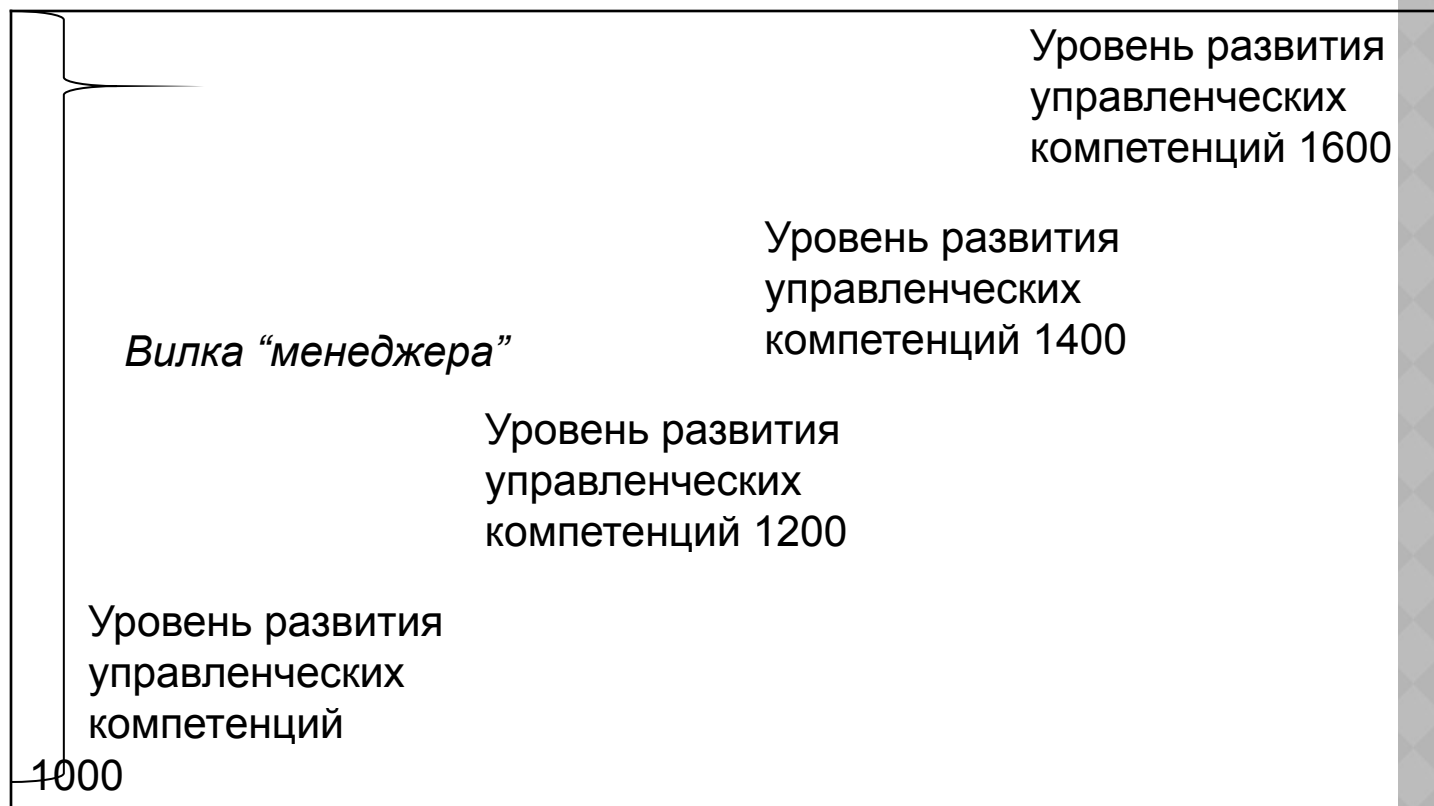 Уровень развития
управленческих
компетенций 1600
Уровень развития
управленческих
компетенций 1400
Вилка “менеджера”
Уровень развития
управленческих
компетенций 1200
Уровень развития
управленческих
компетенций
1000